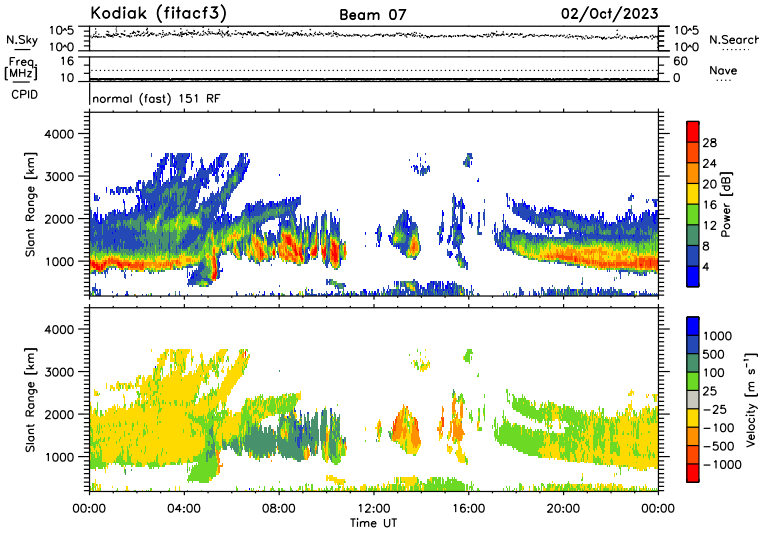 Kodiak (fitacf3) Beam 07 02/Oct/2023
N.Sky 10^5 10^0 10^5 10^0 N.Search
Freq. [MHz] 16 10 60 0 Nave
CPID normal (fast) 151 RF
Slant Range [km] 4000 3000 2000 1000
28 24 20 16 12 8 4 Power [dB]
Slant Range [km] 4000 3000 2000 1000
1000 500 100 25 -25 -100 -500 -1000 Velocity [m s^-1]
00:00 04:00 08:00 12:00 16:00 20:00 00:00
Time UT